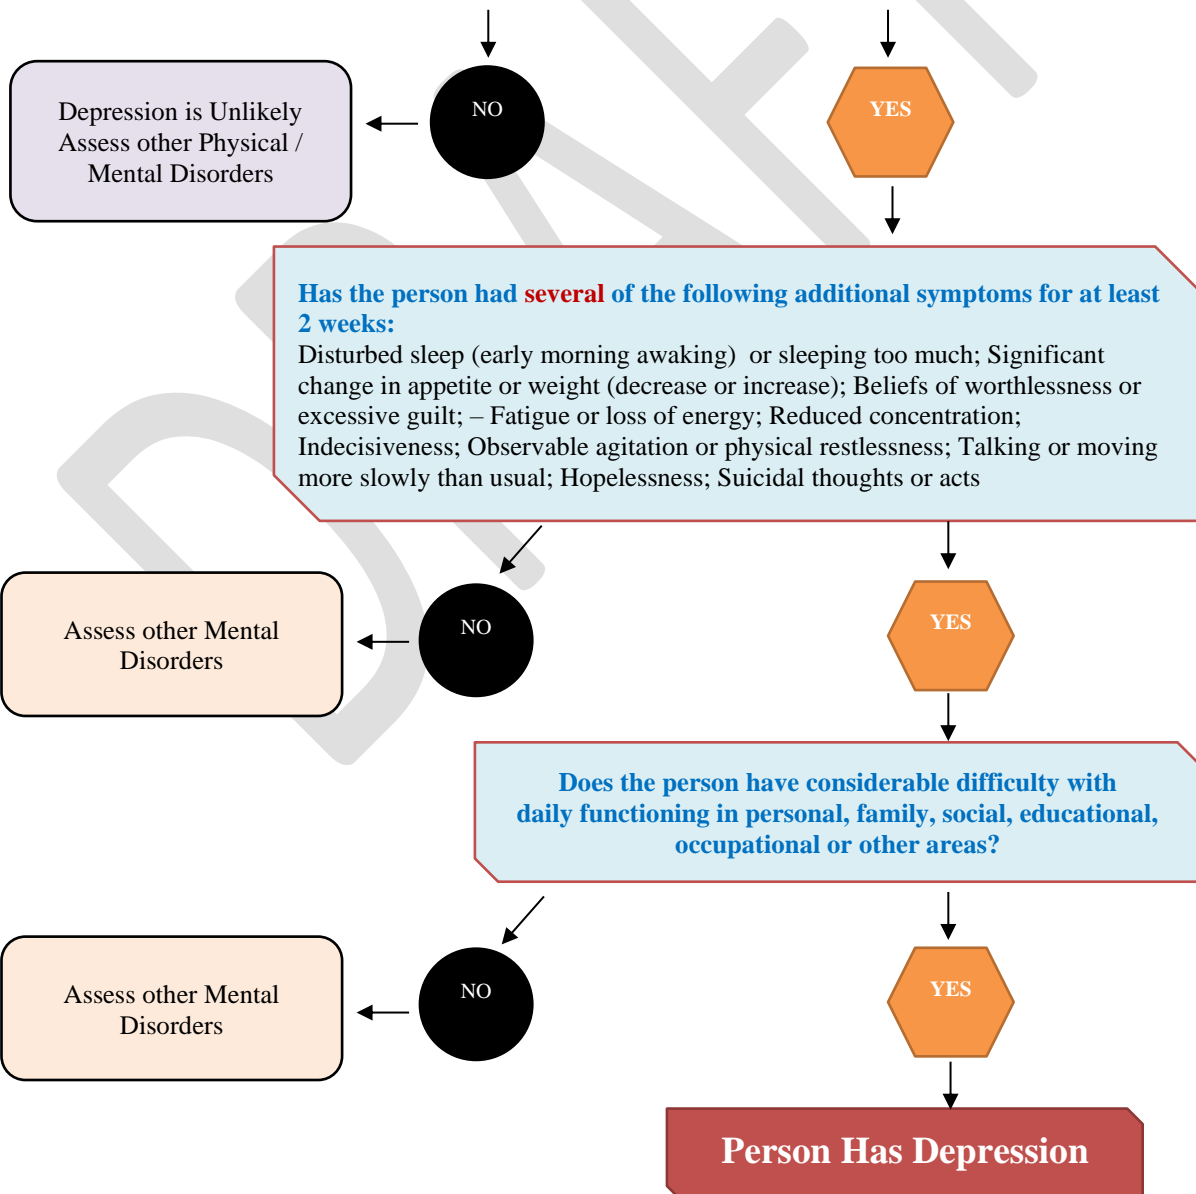 NO
YES
Depression is Unlikely
Assess other Physical /
Mental Disorders
Has the person had several of the following additional symptoms for at least
2 weeks:
Disturbed sleep (early morning awaking)  or sleeping too much; Significant
change in appetite or weight (decrease or increase); Beliefs of worthlessness or
excessive guilt; – Fatigue or loss of energy; Reduced concentration;
Indecisiveness; Observable agitation or physical restlessness; Talking or moving
more slowly than usual; Hopelessness; Suicidal thoughts or acts
Assess other Mental
Disorders
NO
YES
Does the person have considerable difficulty with
daily functioning in personal, family, social, educational,
occupational or other areas?
Assess other Mental
Disorders
NO
YES
Person Has Depression
DRAFT